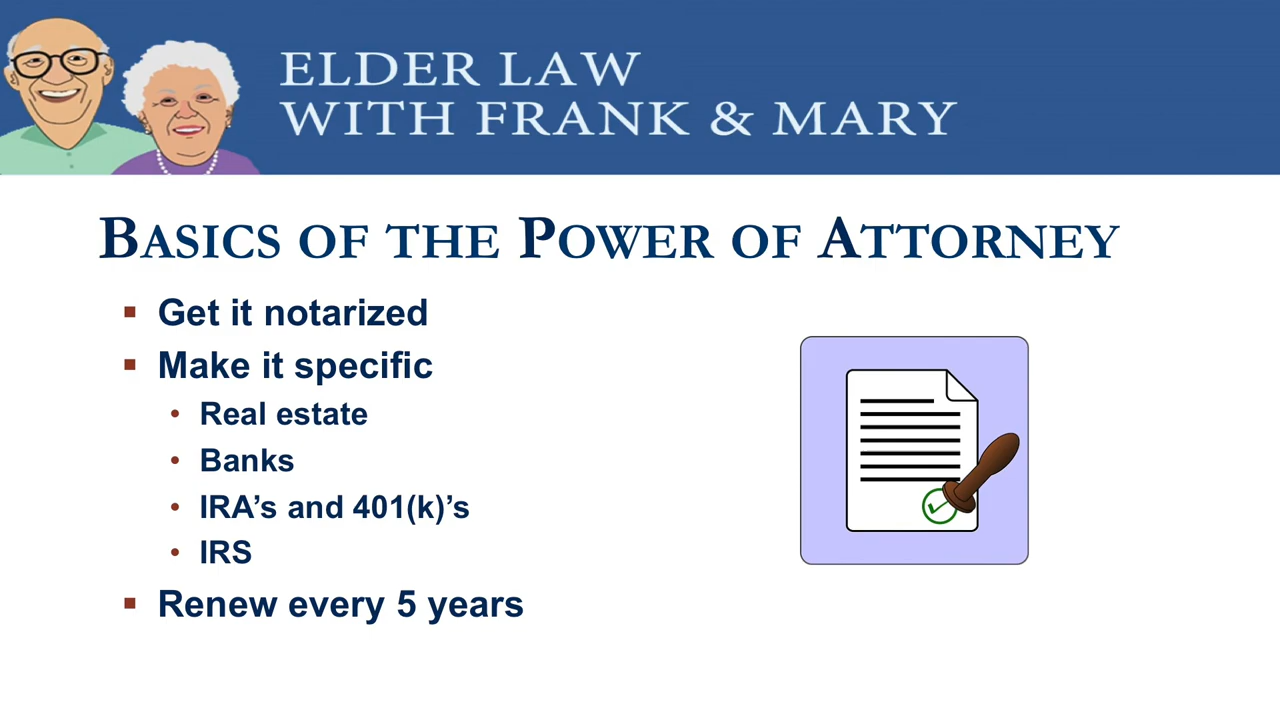 ELDER LAW
WITH FRANK & MARY
BASICS OF THE POWER OF ATTORNEY
Get it notarized
Make it specific
Real estate
Banks
IRA’s and 401(k)’s
IRS
Renew every 5 years